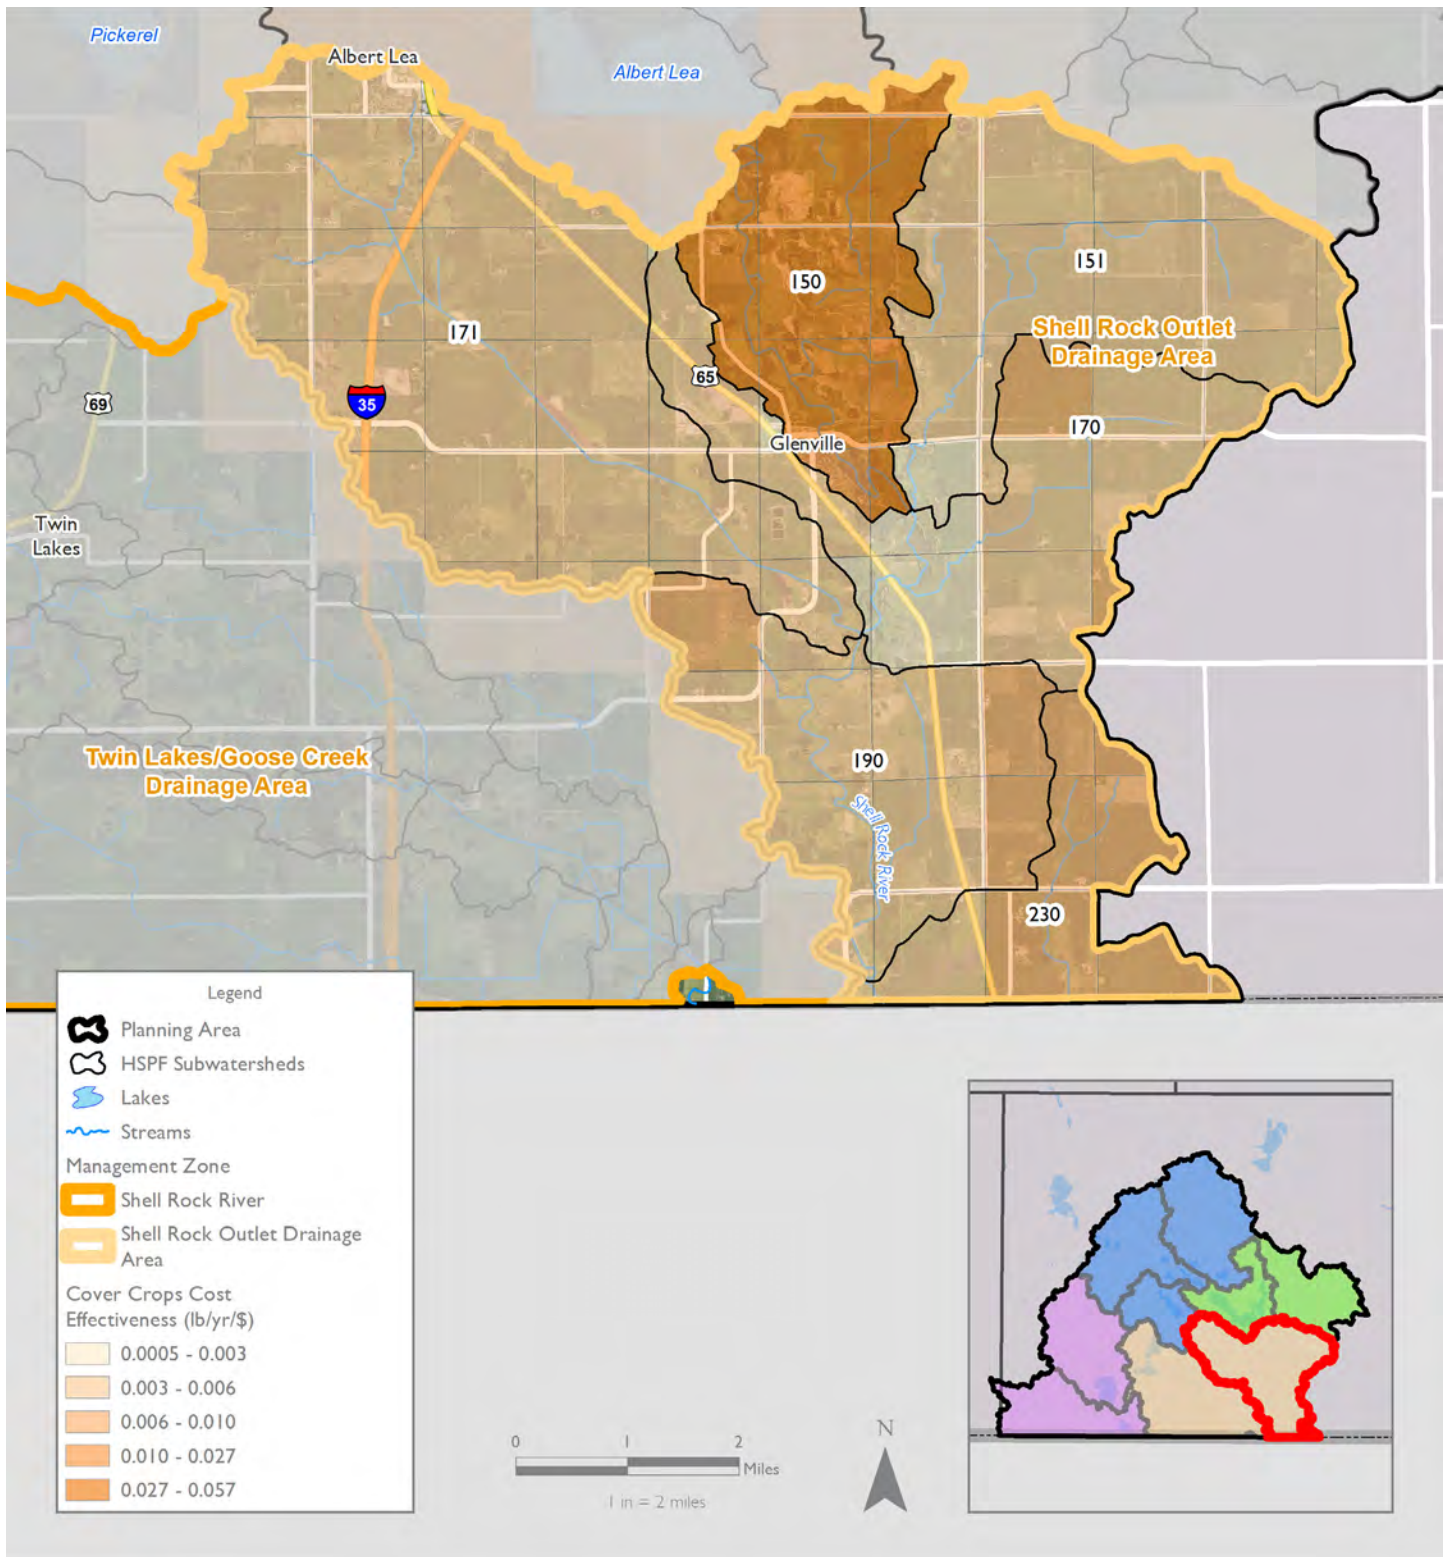 Pickerel
Albert Lea
Albert Lea
150
151
Shell Rock Outlet
Drainage Area
171
65
69
35
170
Glenville
Twin
Lakes
Twin Lakes/Goose Creek
Drainage Area
190
Shell Rock River
230
Legend
Planning Area
HSPF Subwatersheds
Lakes
Streams
Management Zone
Shell Rock River
Shell Rock Outlet Drainage
Area
Cover Crops Cost
Effectiveness (lb/yr/$)
0.0005 - 0.003
0.003 - 0.006
0.006 - 0.010
0.010 - 0.027
0.027 - 0.057
0 1 2
Miles
1 in = 2 miles
N